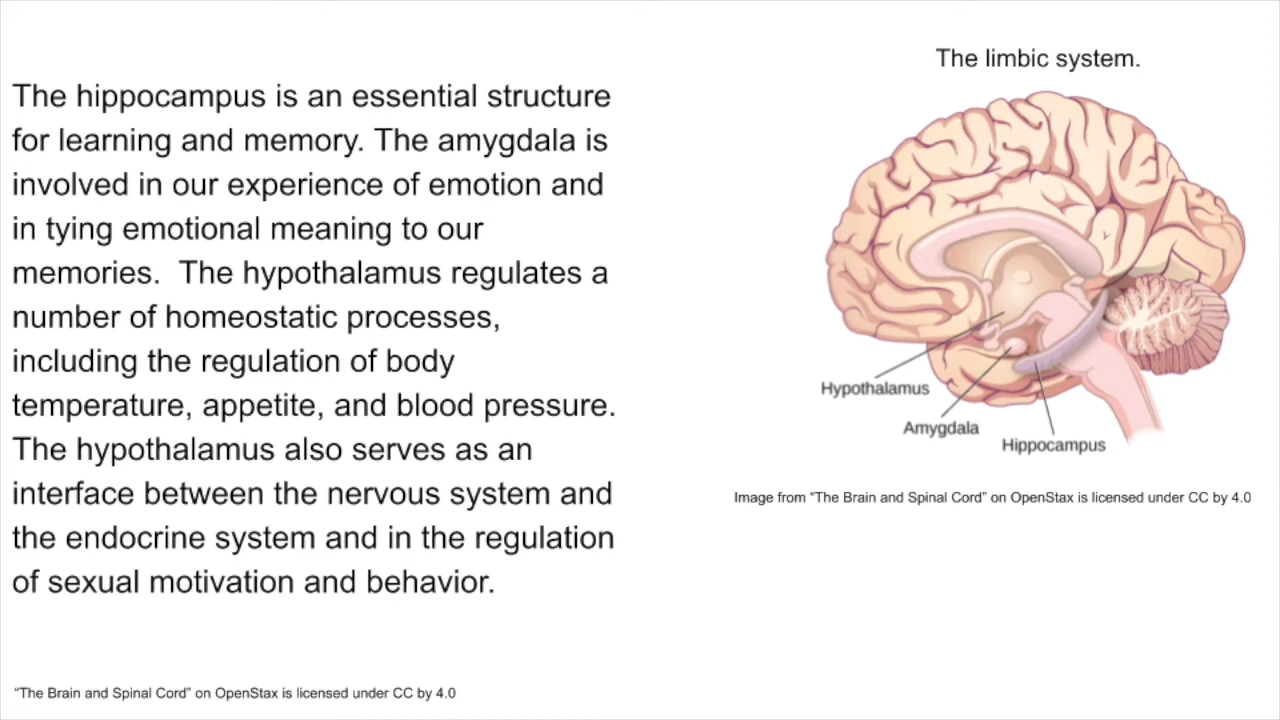 The limbic system.
The hippocampus is an essential structure
for learning and memory. The amygdala is
involved in our experience of emotion and
in tying emotional meaning to our
memories.  The hypothalamus regulates a
number of homeostatic processes,
including the regulation of body
temperature, appetite, and blood pressure.
The hypothalamus also serves as an
interface between the nervous system and
the endocrine system and in the regulation
of sexual motivation and behavior.
Hypothalamus
Amygdala
Hippocampus
Image from “The Brain and Spinal Cord” on OpenStax is licensed under CC by 4.0
“The Brain and Spinal Cord” on OpenStax is licensed under CC by 4.0